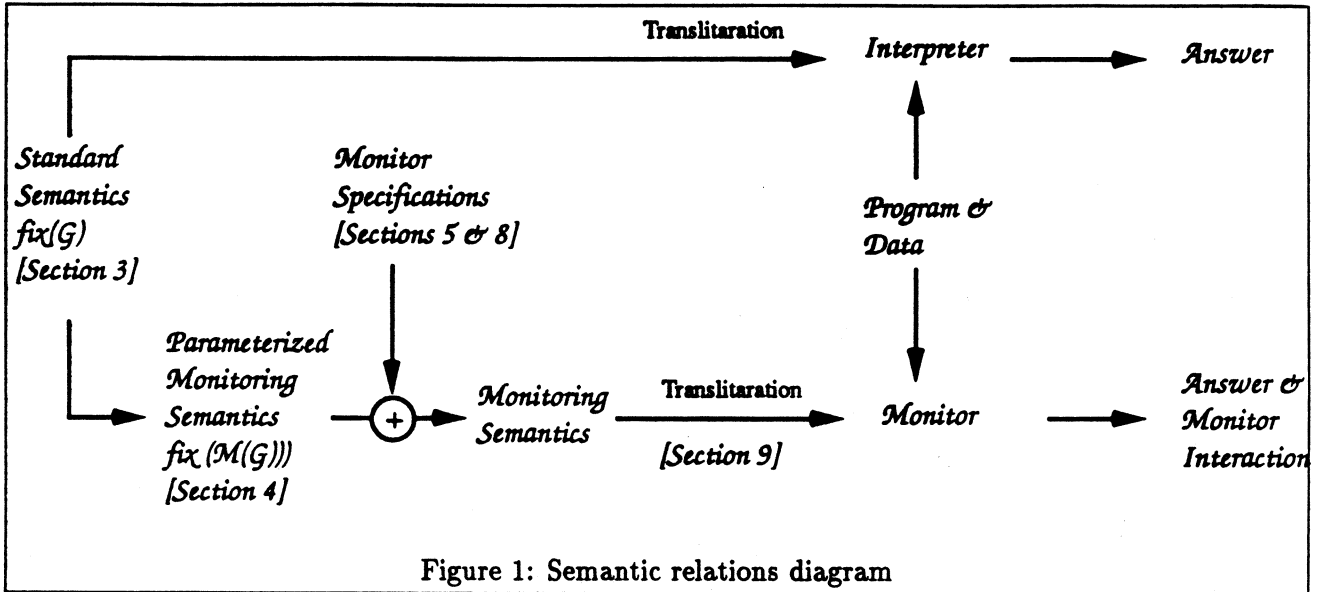 Translitaration
Interpreter
Answer
Standard
Semantics
fix(G)
[Section 3]
Monitor
Specifications
[Sections 5 & 8]
Program &
Data
Parameterized
Monitoring
Semantics
fix (M(G)))
[Section 4]
+
Monitoring
Semantics
Translitaration
[Section 9]
Monitor
Answer &
Monitor
Interaction
Figure 1: Semantic relations diagram